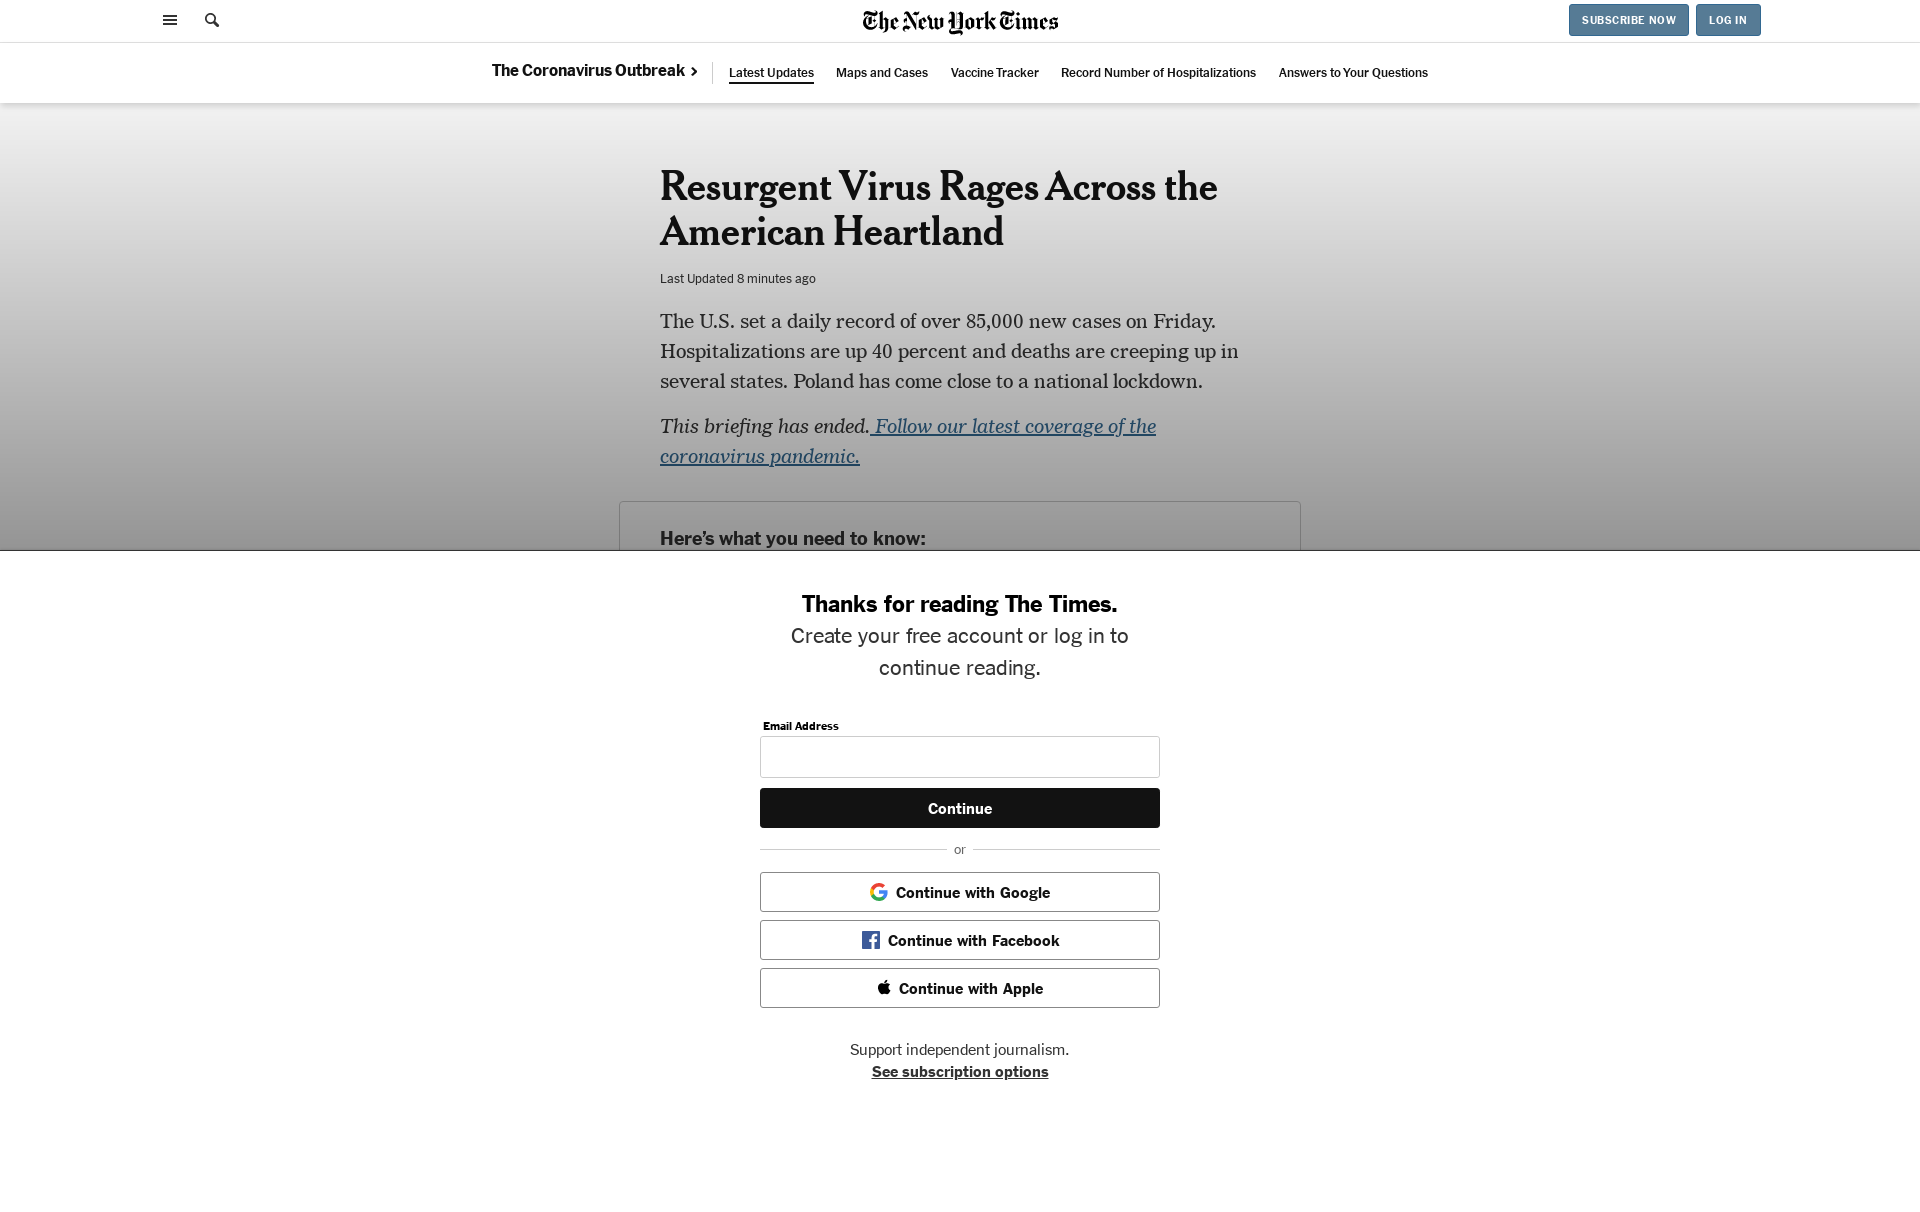 The New York Times
SUBSCRIBE NOW
LOG IN
The Coronavirus Outbreak
Latest Updates
Maps and Cases
Vaccine Tracker
Record Number of Hospitalizations
Answers to Your Questions
Resurgent Virus Rages Across the
American Heartland
Last Updated 8 minutes ago
The U.S. set a daily record of over 85,000 new cases on Friday.
Hospitalizations are up 40 percent and deaths are creeping up in
several states. Poland has come close to a national lockdown.
This briefing has ended. Follow our latest coverage of the
coronavirus pandemic.
Here’s what you need to know:
Thanks for reading The Times.
Create your free account or log in to
continue reading.
Email Address
Continue
or
Continue with Google
Continue with Facebook
Continue with Apple
Support independent journalism.
See subscription options